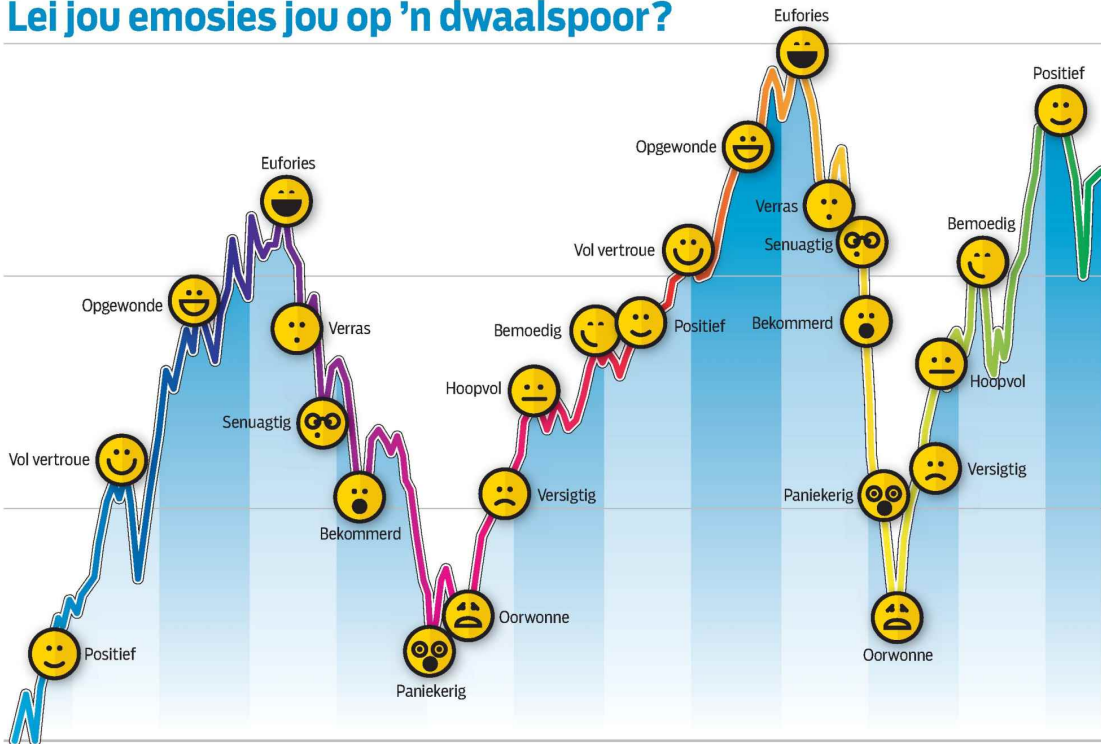 Lei jou emosies jou op ’n dwaalspoor?
Positief
Vol vertroue
Opgewonde
Eufories
Verras
Senuagtig
Bekommerd
Paniekerig
Oorwonne
Versigtig
Hoopvol
Bemoedig
Positief
Vol vertroue
Opgewonde
Eufories
Verras
Senuagtig
Bekommerd
Paniekerig
Oorwonne
Versigtig
Hoopvol
Bemoedig
Positief